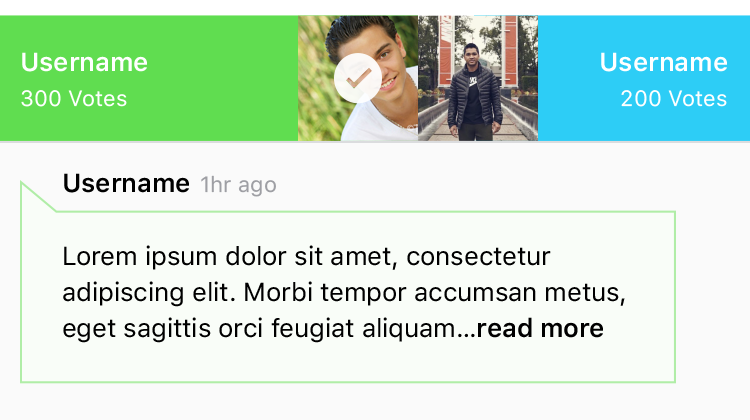 Username
300 Votes
Username
200 Votes
Username 1hr ago
Lorem ipsum dolor sit amet, consectetur
adipiscing elit. Morbi tempor accumsan metus,
eget sagittis orci feugiat aliquam...read more